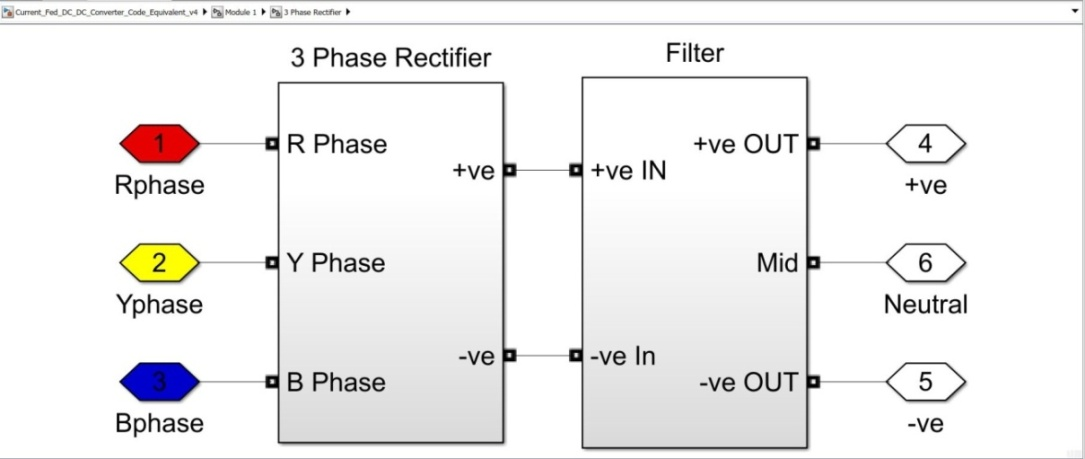 Current_Fed_DC_DC_Converter_Code_Equivalent_v4 Module 1 3 Phase Rectifier
3 Phase Rectifier
Filter
1
Rphase
R Phase
2
Yphase
Y Phase
3
Bphase
B Phase
+ve
-ve
+ve IN
-ve In
+ve OUT
Mid
-ve OUT
4
+ve
6
Neutral
5
-ve